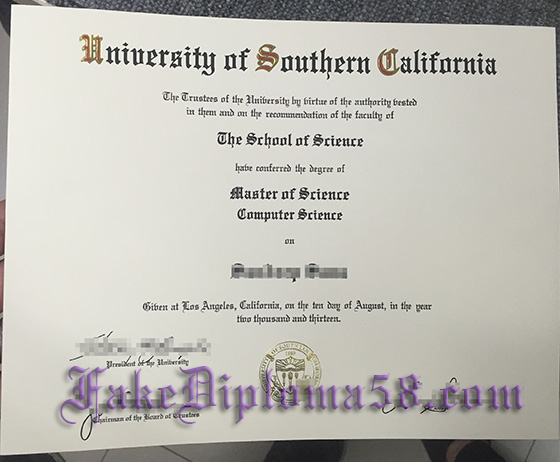 University of Southern California
The Trustees of the University by virtue of the authority vested
in them and on the recommendation of the faculty of
The School of Science
have conferred the degree of
Master of Science
Computer Science
on
Given at Los Angeles, California, on the ten day of August, in the year
two thousand and thirteen.
President of the University
FakeDiploma58.com
Chairman of the Board of Trustees